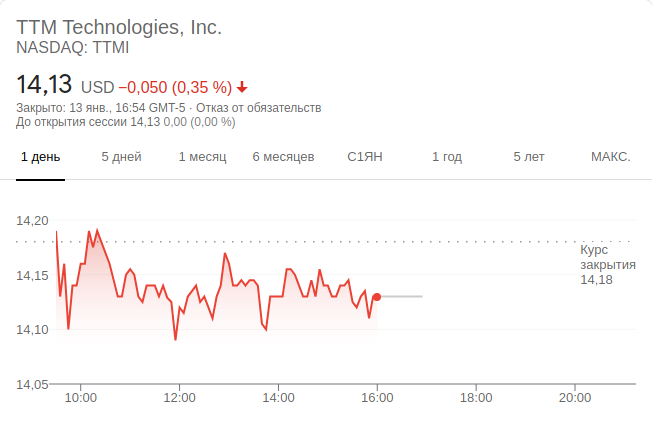 TTM Technologies, Inc.
NASDAQ: TTMI
14,13 USD −0,050 (0,35 %)
Закрыто: 13 янв., 16:54 GMT-5 · Отказ от обязательств
До открытия сессии 14,13 0,00 (0,00 %)
1 день 5 дней 1 месяц 6 месяцев С1ЯН 1 год 5 лет МАКС.
14,20
Курс
закрытия
14,18
14,15
14,10
14,05
10:00 12:00 14:00 16:00 18:00 20:00